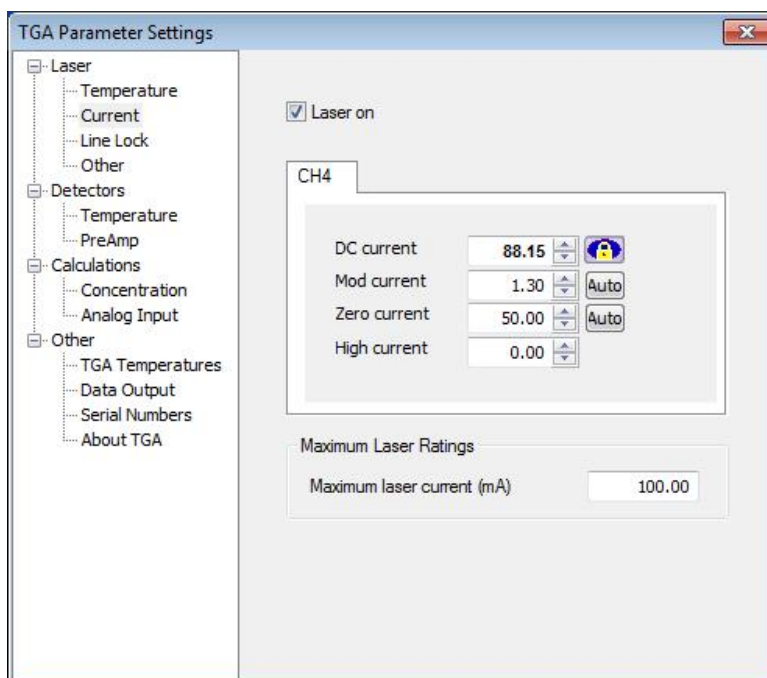 TGA Parameter Settings
Laser
Temperature
Current
Line Lock
Other
Detectors
Temperature
PreAmp
Calculations
Concentration
Analog Input
Other
TGA Temperatures
Data Output
Serial Numbers
About TGA
Laser on
CH4
DC current 88.15
Mod current 1.30 Auto
Zero current 50.00 Auto
High current 0.00
Maximum Laser Ratings
Maximum laser current (mA) 100.00